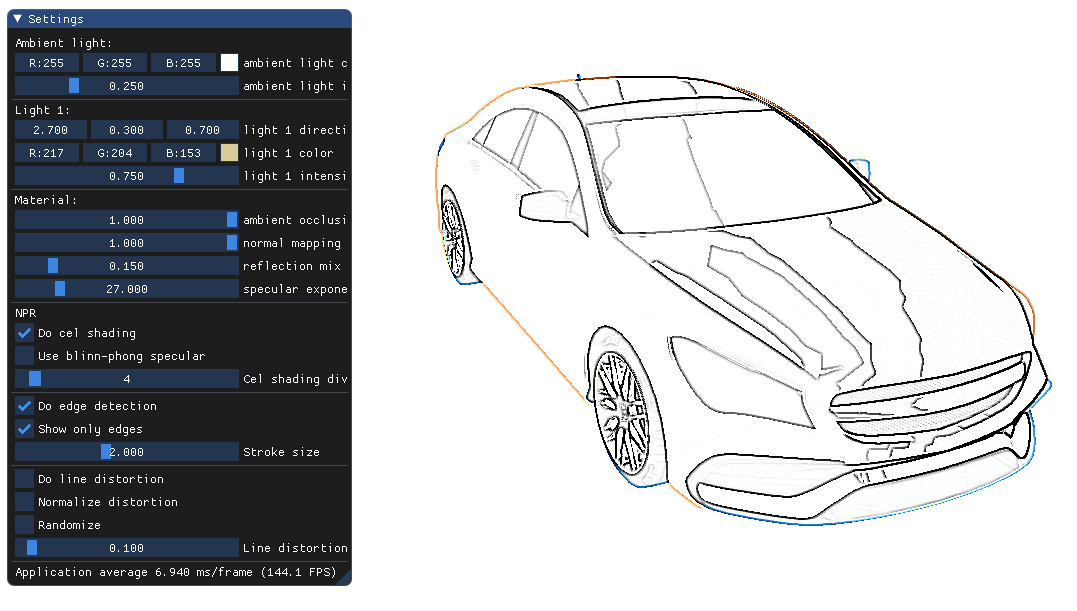 Settings
Ambient light:
R:255 G:255 B:255 ambient light c
0.250 ambient light i
Light 1:
2.700 0.300 0.700 light 1 directi
R:217 G:204 B:153 light 1 color
0.750 light 1 intensi
Material:
1.000 ambient occlusi
1.000 normal mapping
0.150 reflection mix
27.000 specular expone
NPR
Do cel shading
Use blinn-phong specular
4 Cel shading div
Do edge detection
Show only edges
2.000 Stroke size
Do line distortion
Normalize distortion
Randomize
0.100 Line distortion
Application average 6.940 ms/frame (144.1 FPS)